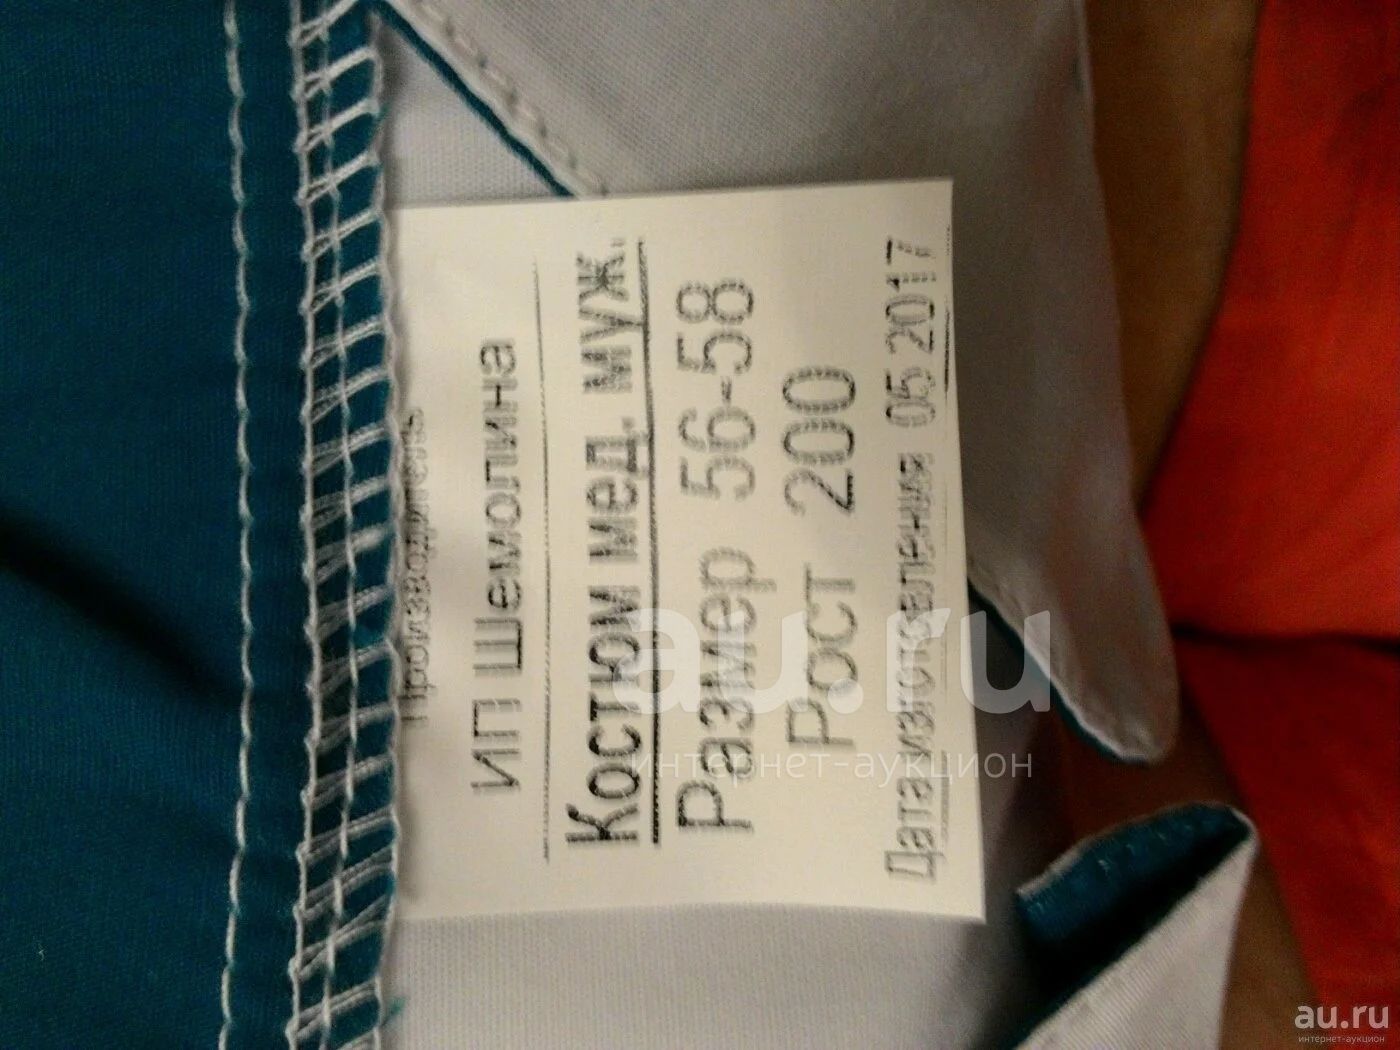 Производитель
ИП Шемолина
Костюм мед. муж.
Размер 56-58
Рост 200
Дата изготовления 05 2017
au.ru
интернет-аукцион
au.ru
интернет-аукцион